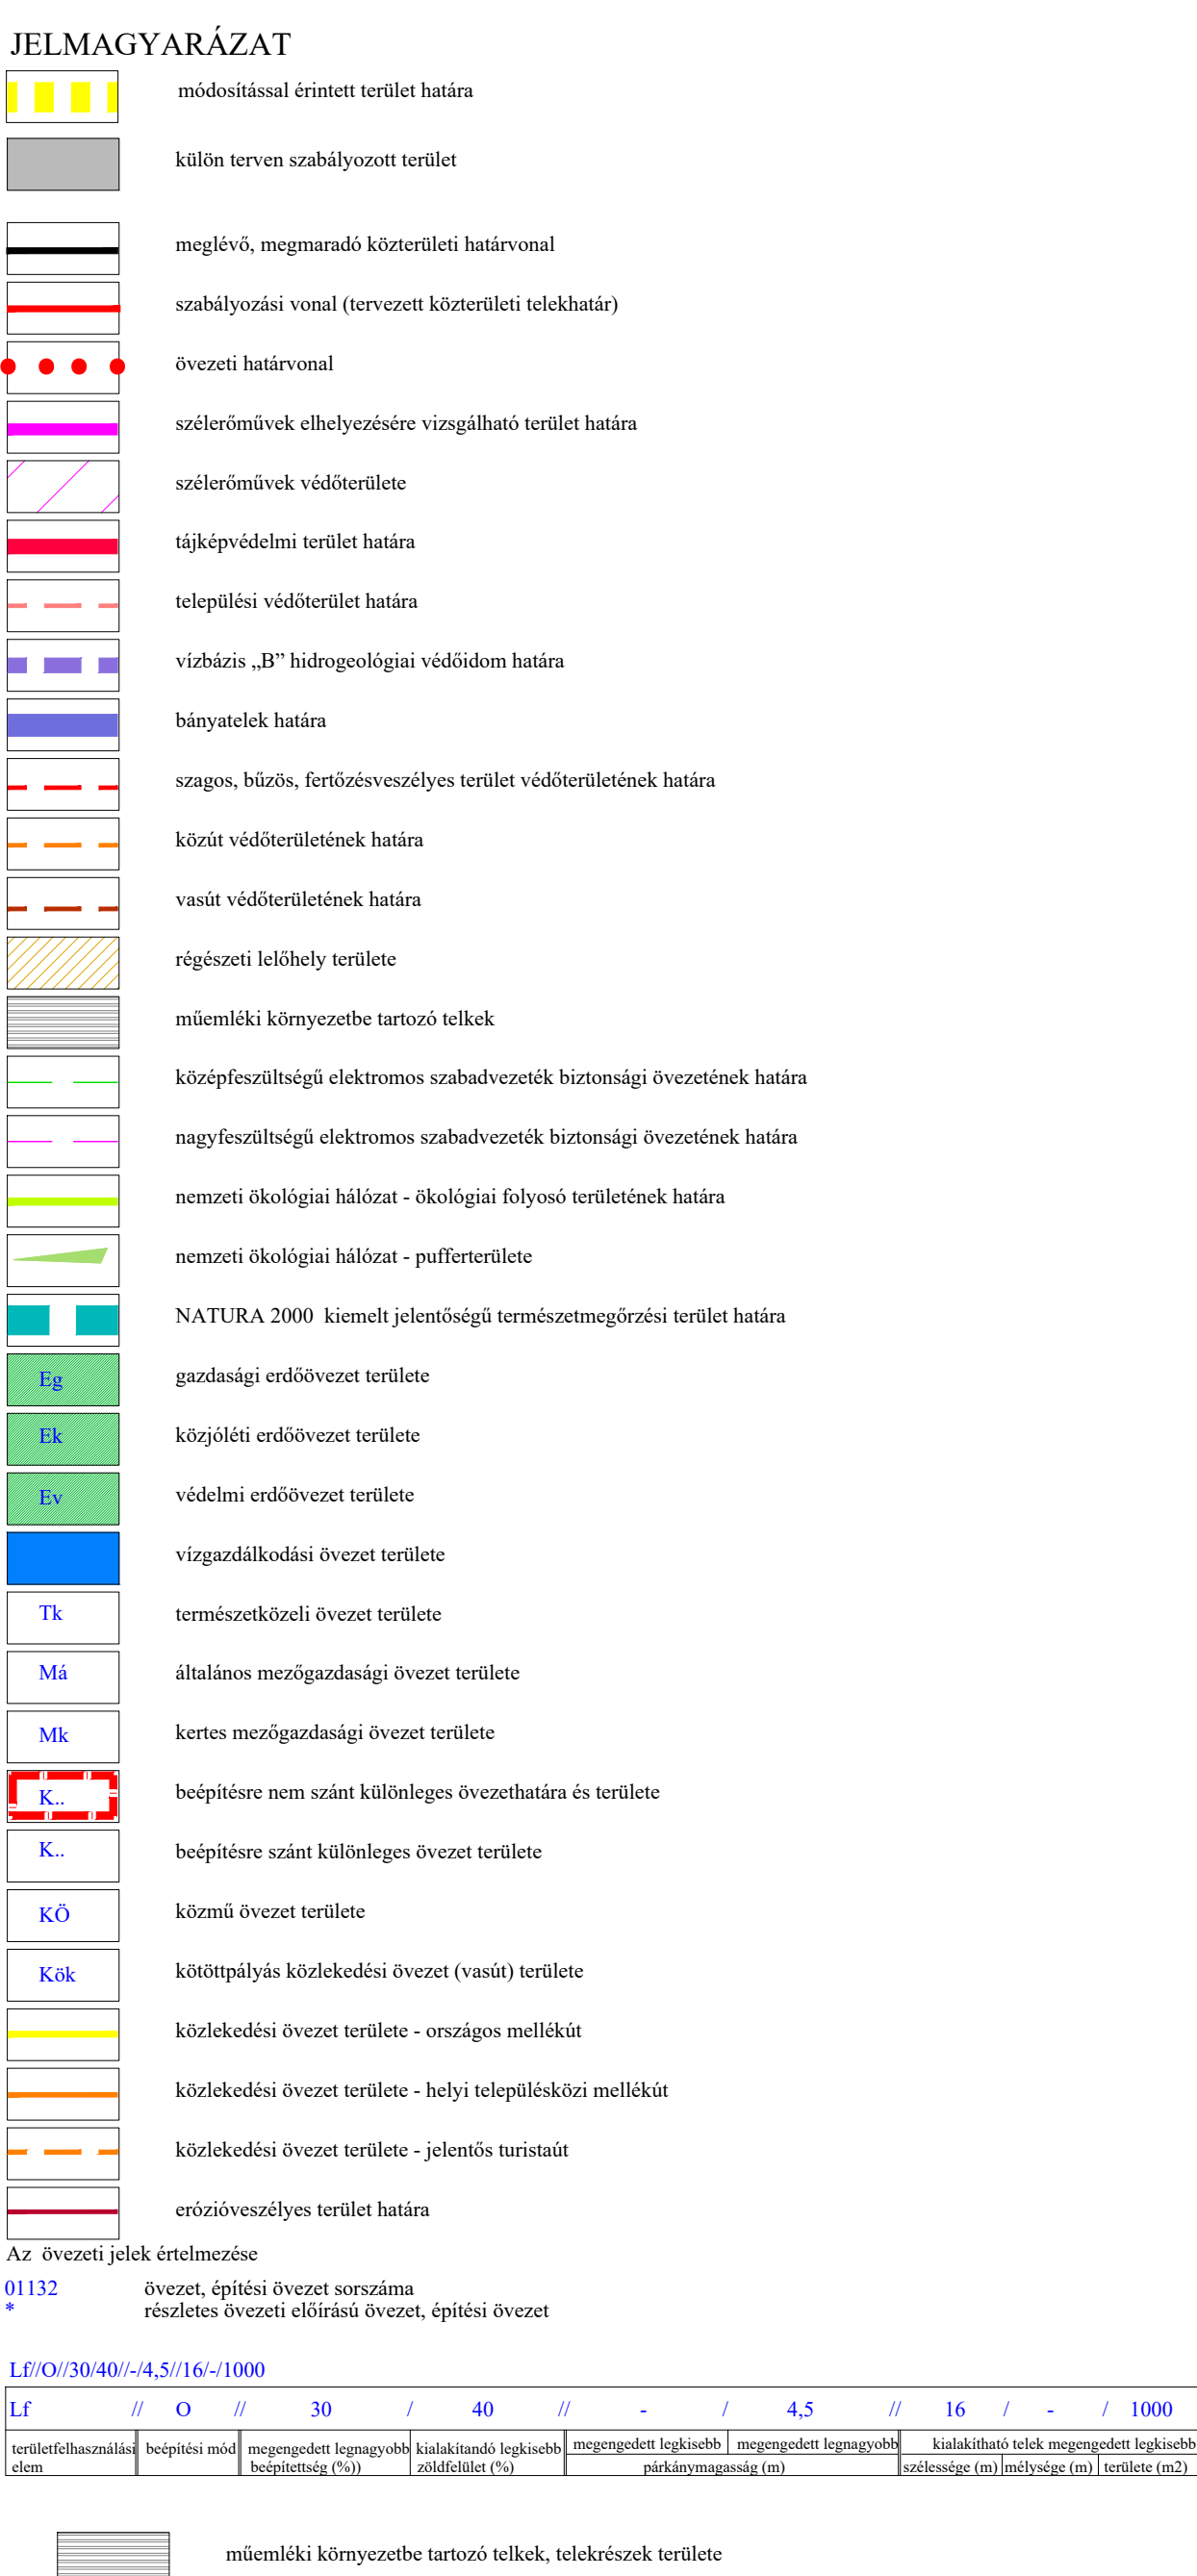 JELMAGYARÁZAT
módosítással érintett terület határa
külön terven szabályozott terület
meglévő, megmaradó közterületi határvonal
szabályozási vonal (tervezett közterületi telekhatár)
övezeti határvonal
szélerőművek elhelyezésére vizsgálható terület határa
szélerőművek védőterülete
tájképvédelmi terület határa
települési védőterület határa
vízbázis „B” hidrogeológiai védőidom határa
bányatelek határa
szagos, bűzös, fertőzésveszélyes terület védőterületének határa
közút védőterületének határa
vasút védőterületének határa
régészeti lelőhely területe
műemléki környezetbe tartozó telkek
középfeszültségű elektromos szabadvezeték biztonsági övezetének határa
nagyfeszültségű elektromos szabadvezeték biztonsági övezetének határa
nemzeti ökológiai hálózat - ökológiai folyosó területének határa
nemzeti ökológiai hálózat - pufferterülete
NATURA 2000 kiemelt jelentőségű természetmegőrzési terület határa
Eg gazdasági erdőövezet területe
Ek közjóléti erdőövezet területe
Ev védelmi erdőövezet területe
vízgazdálkodási övezet területe
Tk természetközeli övezet területe
Má általános mezőgazdasági övezet területe
Mk kertes mezőgazdasági övezet területe
K.. beépítésre nem szánt különleges övezethatára és területe
K.. beépítésre szánt különleges övezet területe
KÖ közmű övezet területe
Kök kötöttpályás közlekedési övezet (vasút) területe
közlekedési övezet területe - országos mellékút
közlekedési övezet területe - helyi településközi mellékút
közlekedési övezet területe - jelentős turistaút
erózióveszélyes terület határa
Az övezeti jelek értelmezése
01132 övezet, építési övezet sorszáma
* részletes övezeti előírású övezet, építési övezet
Lf//O//30/40//-/4,5//16/-/1000
Lf // O // 30 / 40 // - / 4,5 // 16 / - / 1000
területfelhasználási beépítési mód megengedett legnagyobb kialakítandó legkisebb megengedett legkisebb megengedett legnagyobb kialakítható telek megengedett legkisebb
elem beépítettség (%)) zöldfelület (%) párkánymagasság (m) szélessége (m) mélysége (m) területe (m2)
műemléki környezetbe tartozó telkek, telekrészek területe